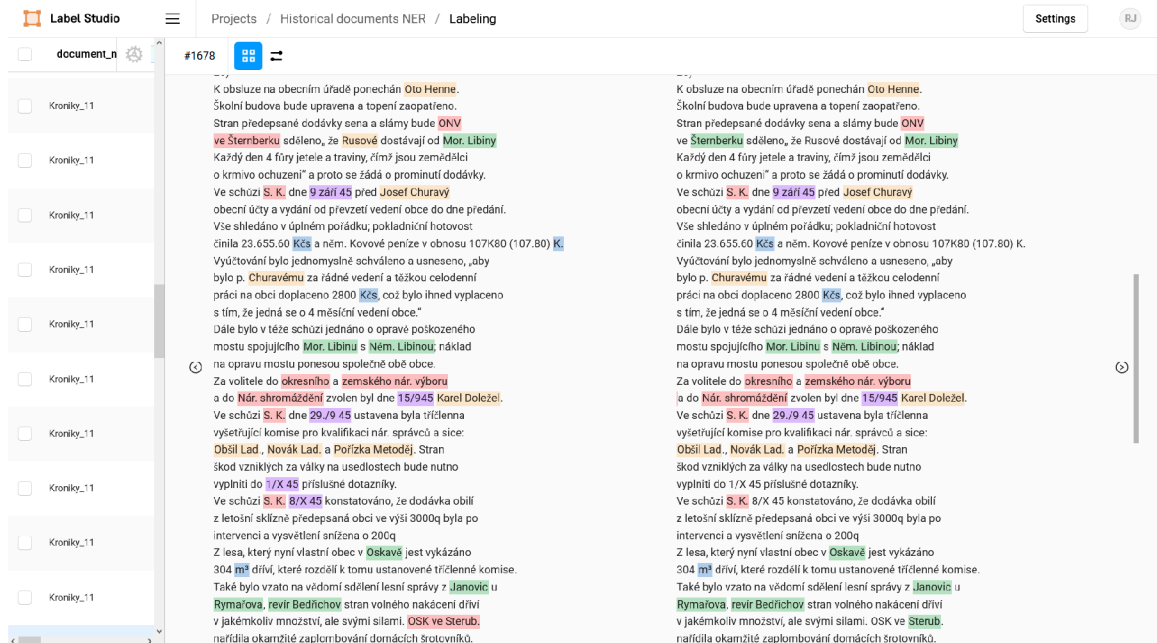 Label Studio
Projects / Historical documents NER / Labeling
Settings
RJ
document_n
#1678
Kroniky_11
Kroniky_11
Kroniky_11
Kroniky_11
Kroniky_11
Kroniky_11
Kroniky_11
Kroniky_11
Kroniky_11
Kroniky_11
K obsluze na obecním úřadě ponechán Oto Henne.
Školní budova bude upravena a topení zaopatřeno.
Stran předepsané dodávky sena a slámy bude ONV
ve Šternberku sděleno„ že Rusové dostávají od Mor. Libiny
Každý den 4 fůry jetele a traviny, čímž jsou zemědělci
o krmivo ochuzeni“ a proto se žádá o prominutí dodávky.
Ve schůzi S. K. dne 9 září 45 před Josef Churavý
obecní účty a vydání od převzetí vedení obce do dne předání.
Vše shledáno v úplném pořádku; pokladniční hotovost
činila 23.655.60 Kčs a něm. Kovové peníze v obnosu 107K80 (107.80) K.
Vyúčtování bylo jednomyslně schváleno a usneseno, „aby
bylo p. Churavému za řádné vedení a těžkou celodenní
práci na obci doplaceno 2800 Kčs, což bylo ihned vyplaceno
s tím, že jedná se o 4 měsíční vedení obce.“
Dále bylo v téže schůzi jednáno o opravě poškozeného
mostu spojujícího Mor. Libinu s Něm. Libinou; náklad
na opravu mostu ponesou společně obě obce.
Za volitele do okresního a zemského nár. výboru
a do Nár. shromáždění zvolen byl dne 15/945 Karel Doležel.
Ve schůzi S. K. dne 29./9 45 ustavena byla tříčlenna
vyšetřující komise pro kvalifikaci nár. správců a sice:
Obšil Lad., Novák Lad. a Pořízka Metoděj. Stran
škod vzniklých za války na usedlostech bude nutno
vyplniti do 1/X 45 příslušné dotazníky.
Ve schůzi S. K. 8/X 45 konstatováno, že dodávka obilí
z letošní sklízně předepsaná obci ve výši 3000q byla po
intervenci a vysvětlení snížena o 200q
Z lesa, který nyní vlastní obec v Oskavě jest vykázáno
304 m³ dříví, které rozdělí k tomu ustanovené tříčlenné komise.
Také bylo vzato na vědomí sdělení lesní správy z Janovic u
Rymařova, revír Bedřichov stran volného nakácení dříví
v jakémkoliv množství, ale svými silami. OSK ve Sterub.
nařídila okamžité zaplombování domácích šrotovníků.
K obsluze na obecním úřadě ponechán Oto Henne.
Školní budova bude upravena a topení zaopatřeno.
Stran předepsané dodávky sena a slámy bude ONV
ve Šternberku sděleno„ že Rusové dostávají od Mor. Libiny
Každý den 4 fůry jetele a traviny, čímž jsou zemědělci
o krmivo ochuzeni“ a proto se žádá o prominutí dodávky.
Ve schůzi S. K. dne 9 září 45 před Josef Churavý
obecní účty a vydání od převzetí vedení obce do dne předání.
Vše shledáno v úplném pořádku; pokladniční hotovost
činila 23.655.60 Kčs a něm. Kovové peníze v obnosu 107K80 (107.80) K.
Vyúčtování bylo jednomyslně schváleno a usneseno, „aby
bylo p. Churavému za řádné vedení a těžkou celodenní
práci na obci doplaceno 2800 Kčs, což bylo ihned vyplaceno
s tím, že jedná se o 4 měsíční vedení obce.“
Dále bylo v téže schůzi jednáno o opravě poškozeného
mostu spojujícího Mor. Libinu s Něm. Libinou; náklad
na opravu mostu ponesou společně obě obce.
Za volitele do okresního a zemského nár. výboru
a do Nár. shromáždění zvolen byl dne 15/945 Karel Doležel.
Ve schůzi S. K. dne 29./9 45 ustavena byla tříčlenna
vyšetřující komise pro kvalifikaci nár. správců a sice:
Obšil Lad., Novák Lad. a Pořízka Metoděj. Stran
škod vzniklých za války na usedlostech bude nutno
vyplniti do 1/X 45 příslušné dotazníky.
Ve schůzi S. K. 8/X 45 konstatováno, že dodávka obilí
z letošní sklízně předepsaná obci ve výši 3000q byla po
intervenci a vysvětlení snížena o 200q
Z lesa, který nyní vlastní obec v Oskavě jest vykázáno
304 m³ dříví, které rozdělí k tomu ustanovené tříčlenné komise.
Také bylo vzato na vědomí sdělení lesní správy z Janovic u
Rymařova, revír Bedřichov stran volného nakácení dříví
v jakémkoliv množství, ale svými silami. OSK ve Sterub.
nařídila okamžité zaplombování domácích šrotovníků.